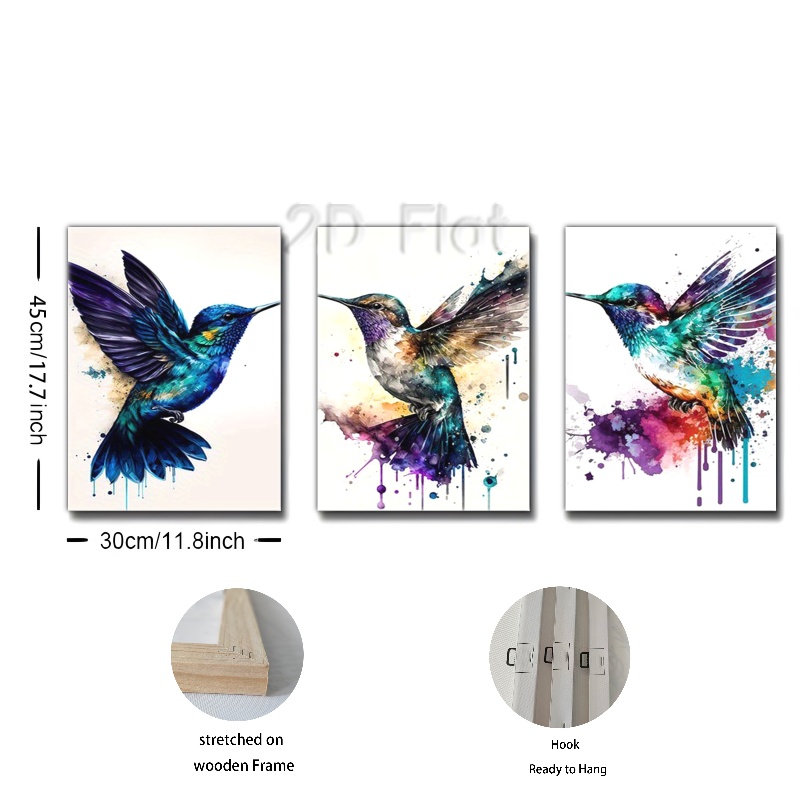 2D Flat
45cm/17.7inch
30cm/11.8inch
stretched on
wooden Frame
Hook
Ready to Hang